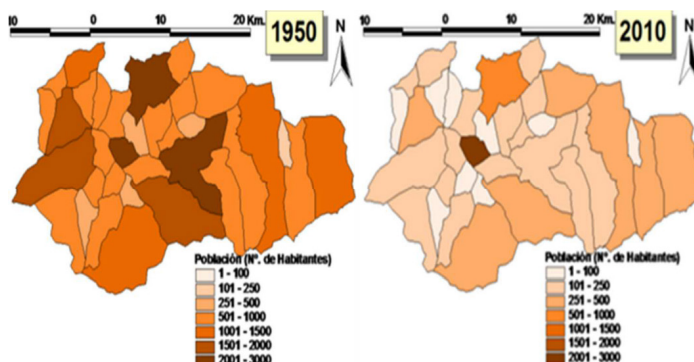 10 0 10 20 Km.
1950
N
Población (Nº. de Habitantes)
1 - 100
101 - 250
251 - 500
501 - 1000
1001 - 1500
1501 - 2000
2001 - 3000
10 0 10 20 Km.
2010
N
Población (Nº. de Habitantes)
1 - 100
101 - 250
251 - 500
501 - 1000
1001 - 1500
1501 - 2000
2001 - 3000